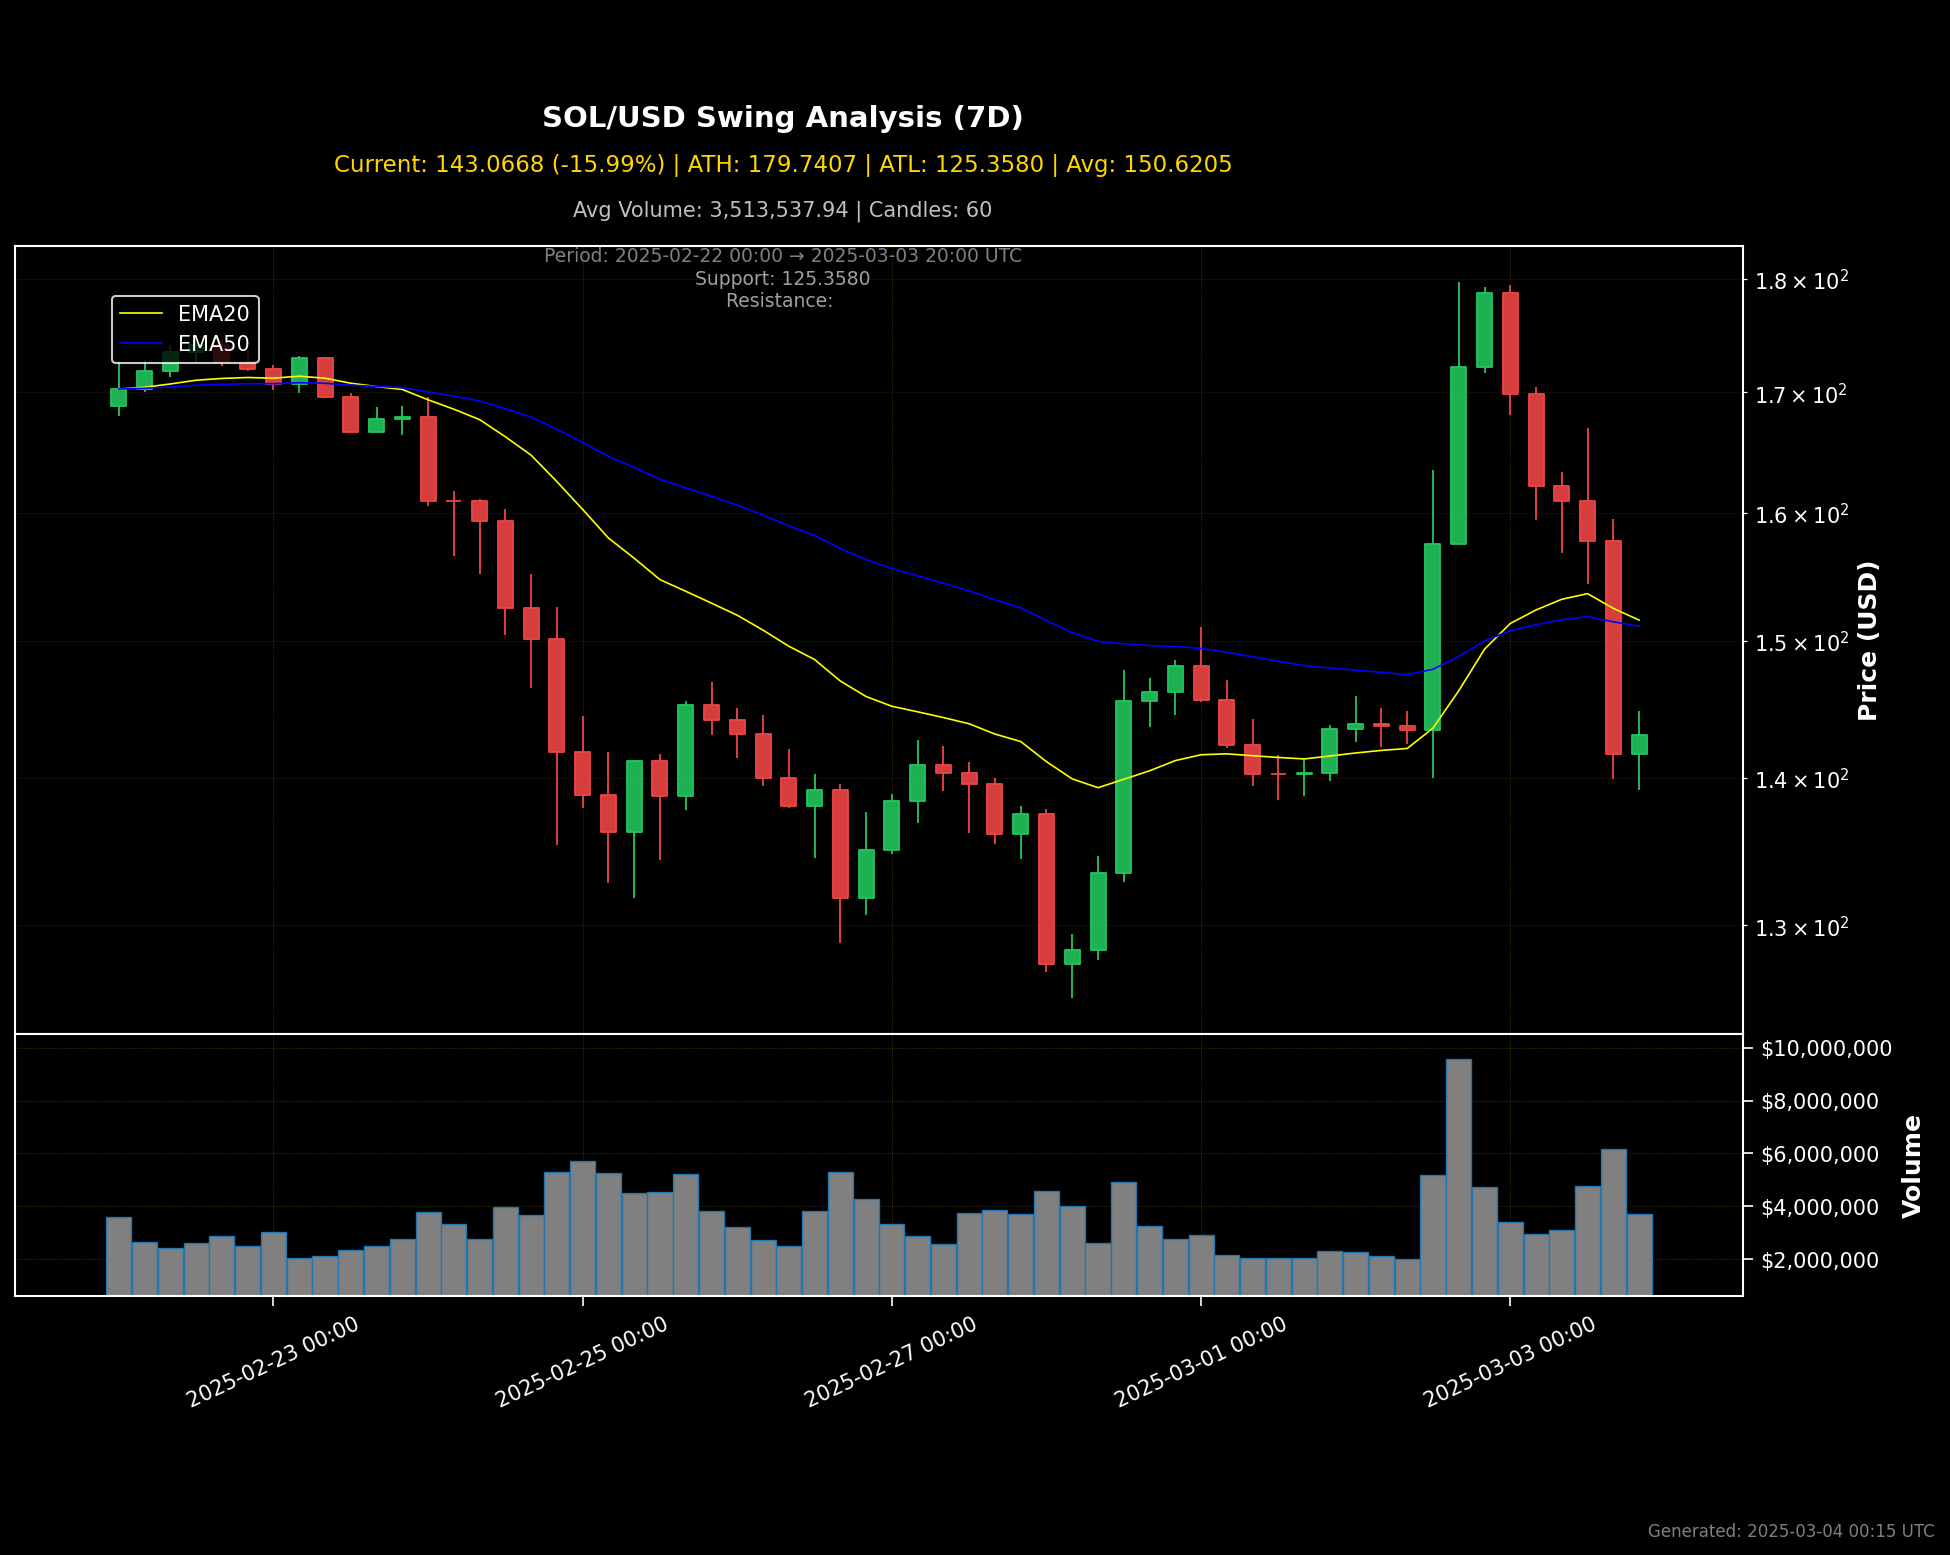 SOL/USD Swing Analysis (7D)
Current: 143.0668 (-15.99%) | ATH: 179.7407 | ATL: 125.3580 | Avg: 150.6205
Avg Volume: 3,513,537.94 | Candles: 60
Period: 2025-02-22 00:00 → 2025-03-03 20:00 UTC
Support: 125.3580
Resistance:
EMA20
EMA50
1.8 × 10²
1.7 × 10²
1.6 × 10²
1.5 × 10²
1.4 × 10²
1.3 × 10²
Price (USD)
$10,000,000
$8,000,000
$6,000,000
$4,000,000
$2,000,000
Volume
2025-02-23 00:00
2025-02-25 00:00
2025-02-27 00:00
2025-03-01 00:00
2025-03-03 00:00
Generated: 2025-03-04 00:15 UTC